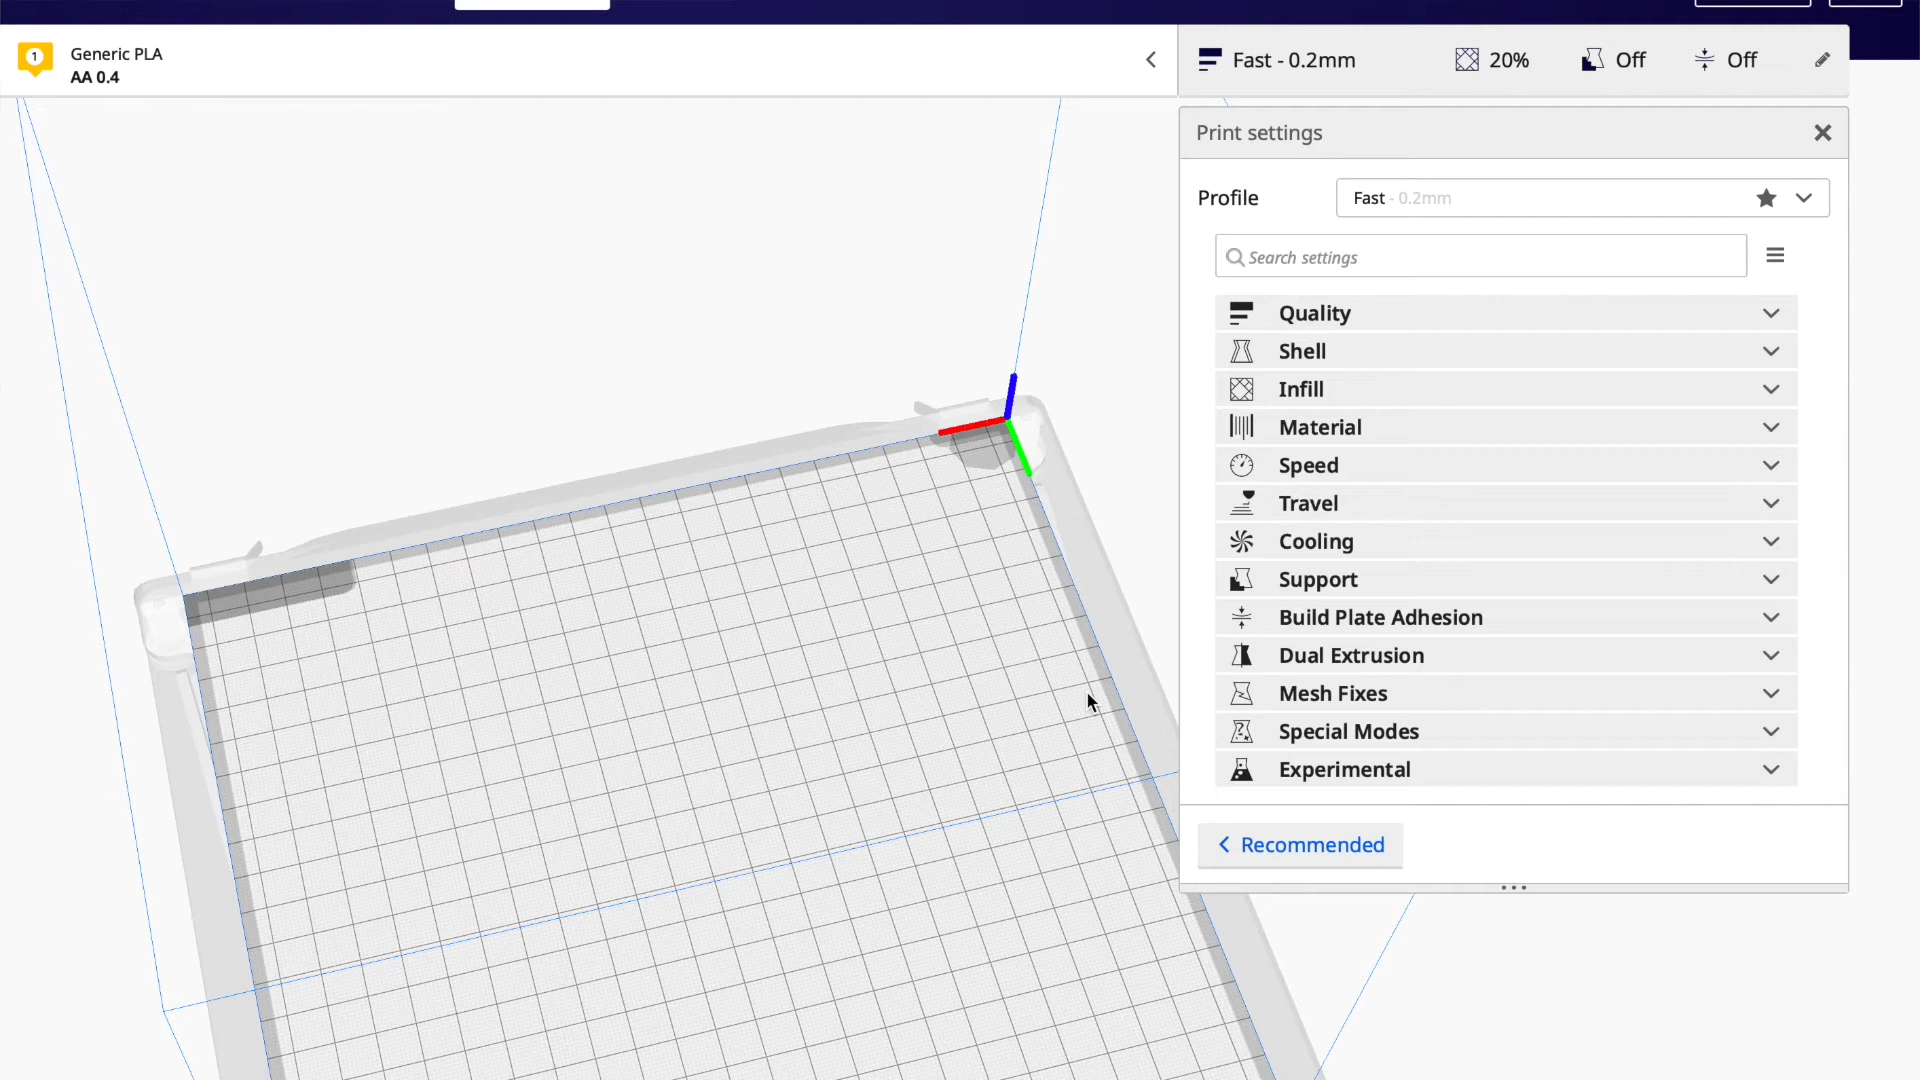 1
Generic PLA
AA 0.4
Fast - 0.2mm
20%
Off
Off
Print settings
Profile
Fast - 0.2mm
Search settings
Quality
Shell
Infill
Material
Speed
Travel
Cooling
Support
Build Plate Adhesion
Dual Extrusion
Mesh Fixes
Special Modes
Experimental
Recommended